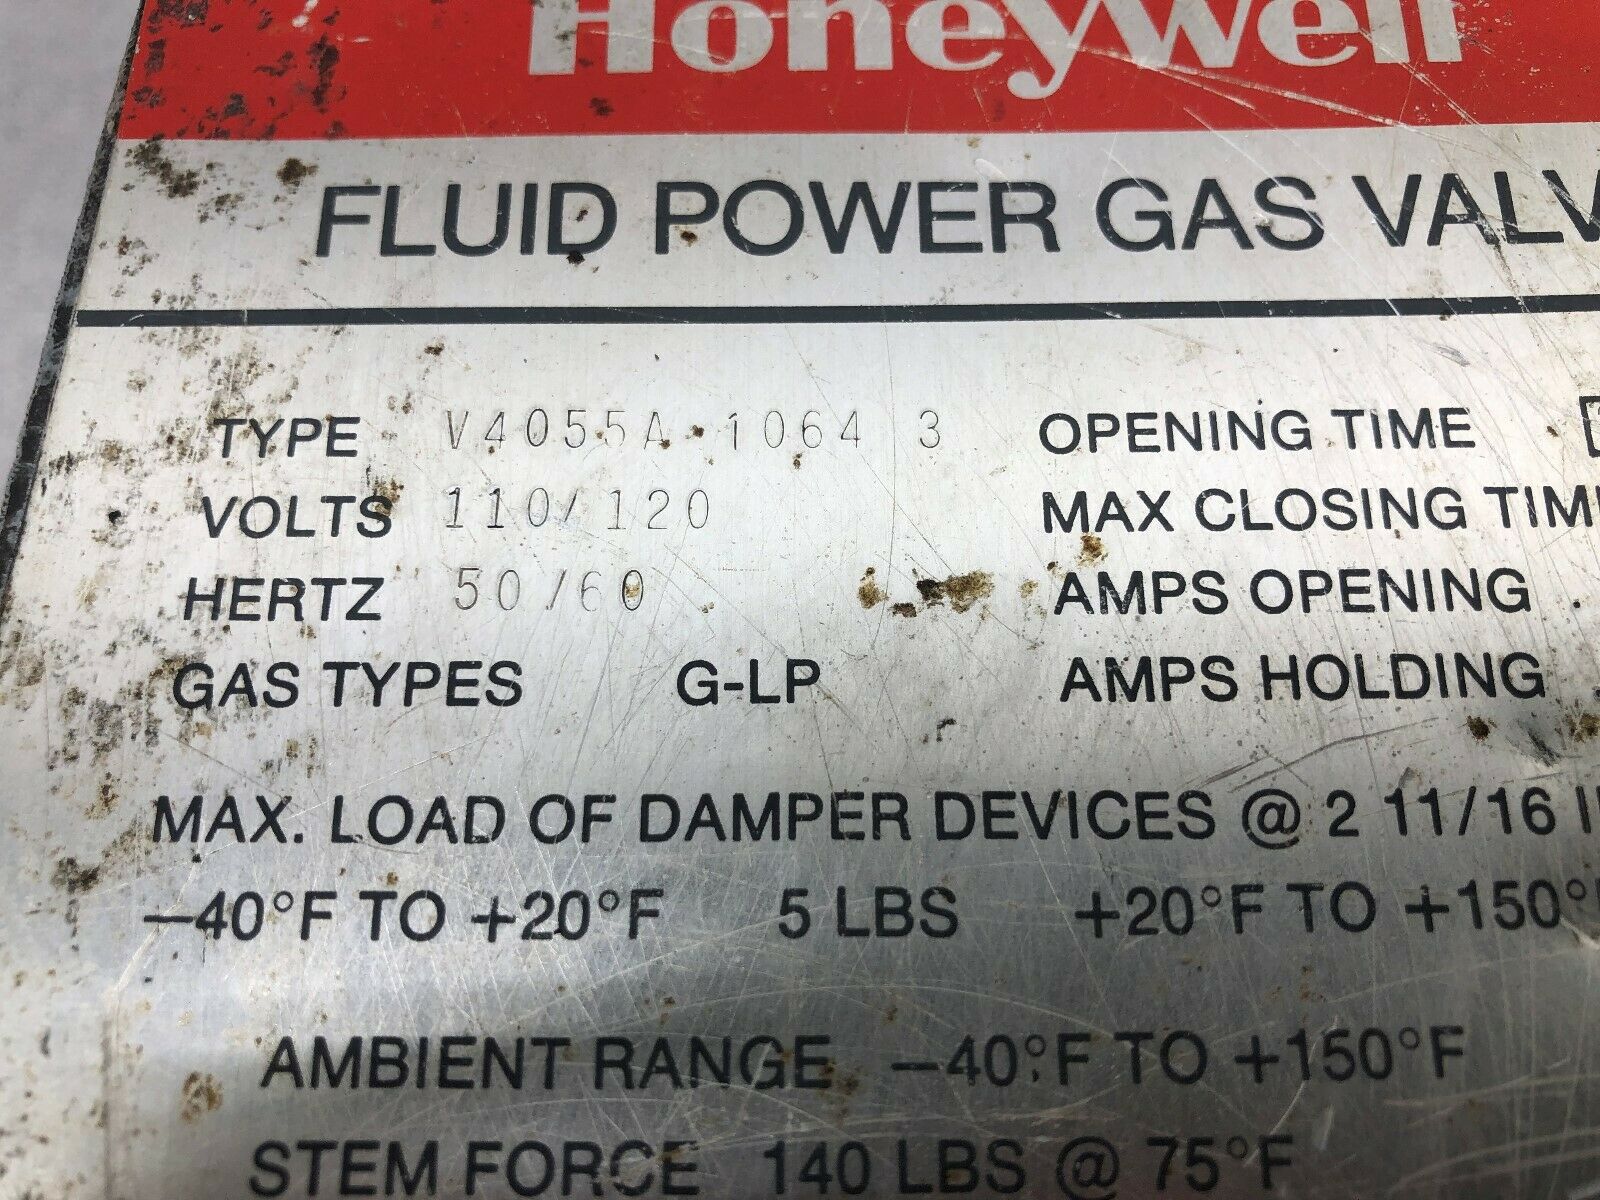 Honeywell
FLUID POWER GAS VALV
TYPE V4055A 1064 3 OPENING TIME
VOLTS 110/120 MAX CLOSING TIM
HERTZ 50/60 AMPS OPENING
GAS TYPES G-LP AMPS HOLDING
MAX. LOAD OF DAMPER DEVICES @ 2 11/16 I
−40°F TO +20°F 5 LBS +20°F TO +150°
AMBIENT RANGE −40°F TO +150°F
STEM FORCE 140 LBS @ 75°F